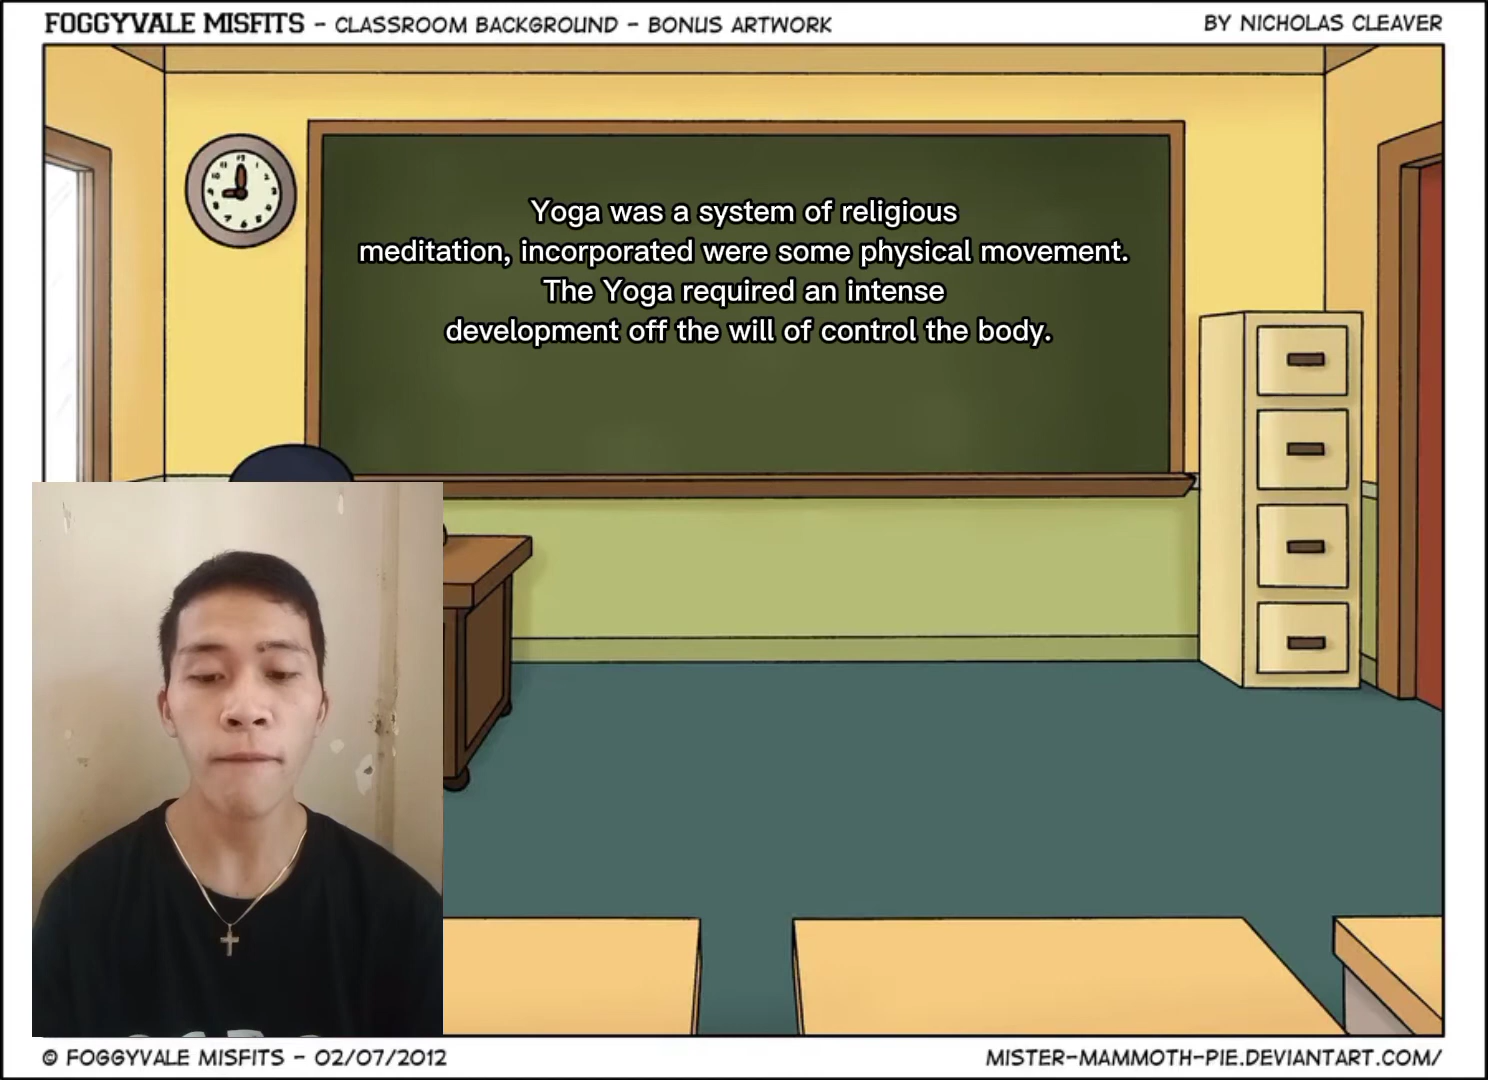 FOGGYVALE MISFITS - CLASSROOM BACKGROUND - BONUS ARTWORK
BY NICHOLAS CLEAVER
Yoga was a system of religious
meditation, incorporated were some physical movement.
The Yoga required an intense
development off the will of control the body.
© FOGGYVALE MISFITS - 02/07/2012
MISTER-MAMMOTH-PIE.DEVIANTART.COM/